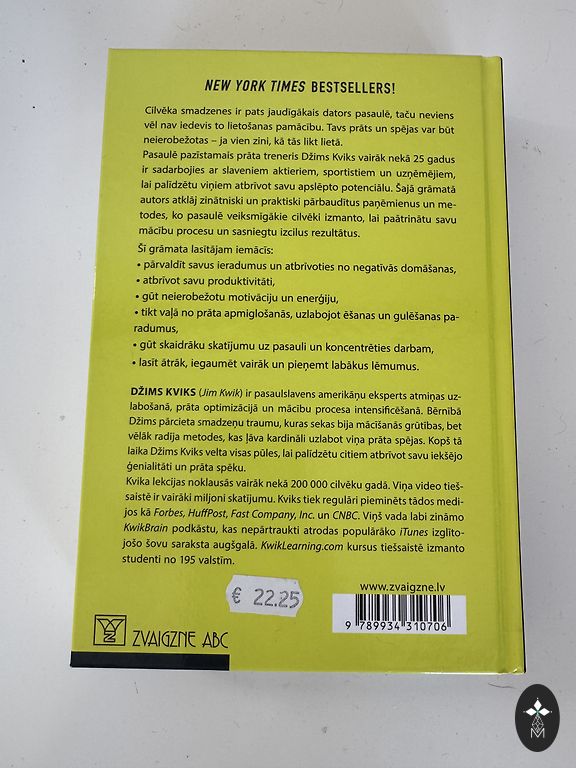 NEW YORK TIMES BESTSELLERS!
Cilvēka smadzenes ir pats jaudīgākais dators pasaulē, taču neviens
vēl nav iedevis to lietošanas pamācību. Tavs prāts un spējas var būt
neierobežotas – ja vien zini, kā tās likt lietā.
Pasaulē pazīstamais prāta treneris Džims Kviks vairāk nekā 25 gadus
ir sadarbojies ar slaveniem aktieriem, sportistiem un uzņēmējiem,
lai palīdzētu viņiem atbrīvot savu apslēpto potenciālu. Šajā grāmatā
autors atklāj zinātniski un praktiski pārbaudītus paņēmienus un me-
todes, ko pasaulē veiksmīgākie cilvēki izmanto, lai paātrinātu savu
mācību procesu un sasniegtu izcilus rezultātus.
Šī grāmata lasītājam iemācīs:
• pārvaldīt savus ieradumus un atbrīvoties no negatīvās domāšanas,
• atbrīvot savu produktivitāti,
• gūt neierobežotu motivāciju un enerģiju,
• tikt vaļā no prāta apmiglošanās, uzlabojot ēšanas un gulēšanas pa-
radumus,
• gūt skaidrāku skatījumu uz pasauli un koncentrēties darbam,
• lasīt ātrāk, iegaumēt vairāk un pieņemt labākus lēmumus.
DŽIMS KVIKS (Jim Kwik) ir pasaulslavens amerikāņu eksperts atmiņas uz-
labošanā, prāta optimizācijā un mācību procesa intensificēšanā. Bērnībā
Džims pārcieta smadzeņu traumu, kuras sekas bija mācīšanās grūtības, bet
vēlāk radīja metodes, kas ļāva kardināli uzlabot viņa prāta spējas. Kopš tā
laika Džims Kviks velta visas pūles, lai palīdzētu citiem atbrīvot savu iekšējo
ģenialitāti un prāta spēku.
Kvika lekcijas noklausās vairāk nekā 200 000 cilvēku gadā. Viņa video tieš-
saistē ir vairāki miljoni skatījumu. Kviks tiek regulāri pieminēts tādos medi-
jos kā Forbes, HuffPost, Fast Company, Inc. un CNBC. Viņš vada labi zināmo
KwikBrain podkāstu, kas nepārtraukti atrodas populārāko iTunes izglīto-
jošo šovu saraksta augšgalā. KwikLearning.com kursus tiešsaistē izmanto
studenti no 195 valstīm.
€ 22.25
www.zvaigzne.lv
9 789934 310706
ZVAIGZNE ABC
M